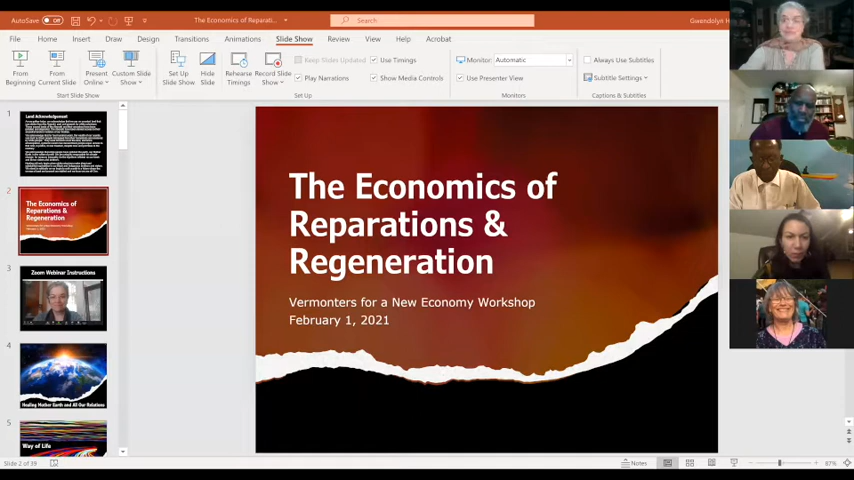 AutoSave Off
The Economics of Reparati...
Search
Gwendolyn H
File Home Insert Draw Design Transitions Animations Slide Show Review View Help Acrobat
From Beginning
From Current Slide
Present Online
Custom Slide Show
Set Up Slide Show
Hide Slide
Rehearse Timings
Record Slide Show
Keep Slides Updated
Play Narrations
Use Timings
Show Media Controls
Monitor: Automatic
Use Presenter View
Always Use Subtitles
Subtitle Settings
Start Slide Show
Set Up
Monitors
Captions & Subtitles
1
Land Acknowledgement
2
The Economics of
Reparations &
Regeneration
3
Zoom Webinar Instructions
4
Healing Mother Earth and All Our Relations
5
Way of Life
The Economics of
Reparations &
Regeneration
Vermonters for a New Economy Workshop
February 1, 2021
Slide 2 of 39
Notes
87%